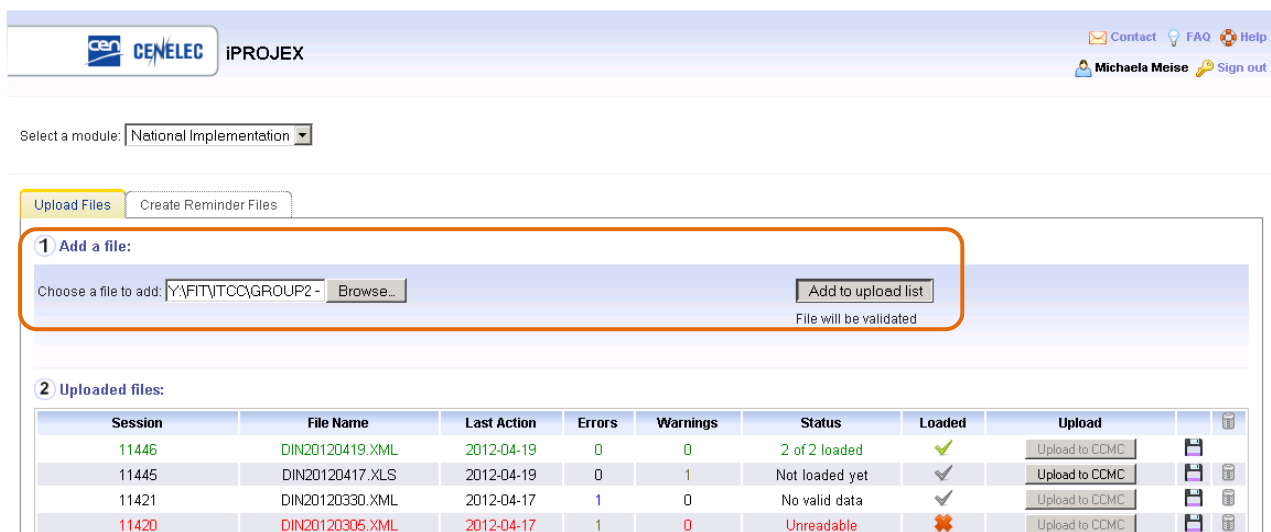 Contact FAQ Help
cen CENELEC iPROJEX
Michaela Meise Sign out
Select a module: National Implementation
Upload Files Create Reminder Files
1 Add a file:
Choose a file to add: Y:\FIT\ITCC\GROUP2 - Browse... Add to upload list
File will be validated
2 Uploaded files:
Session File Name Last Action Errors Warnings Status Loaded Upload
11446 DIN20120419.XML 2012-04-19 0 0 2 of 2 loaded Upload to CCMC
11445 DIN20120417.XLS 2012-04-19 0 1 Not loaded yet Upload to CCMC
11421 DIN20120330.XML 2012-04-17 1 0 No valid data Upload to CCMC
11420 DIN20120305.XML 2012-04-17 1 0 Unreadable Upload to CCMC